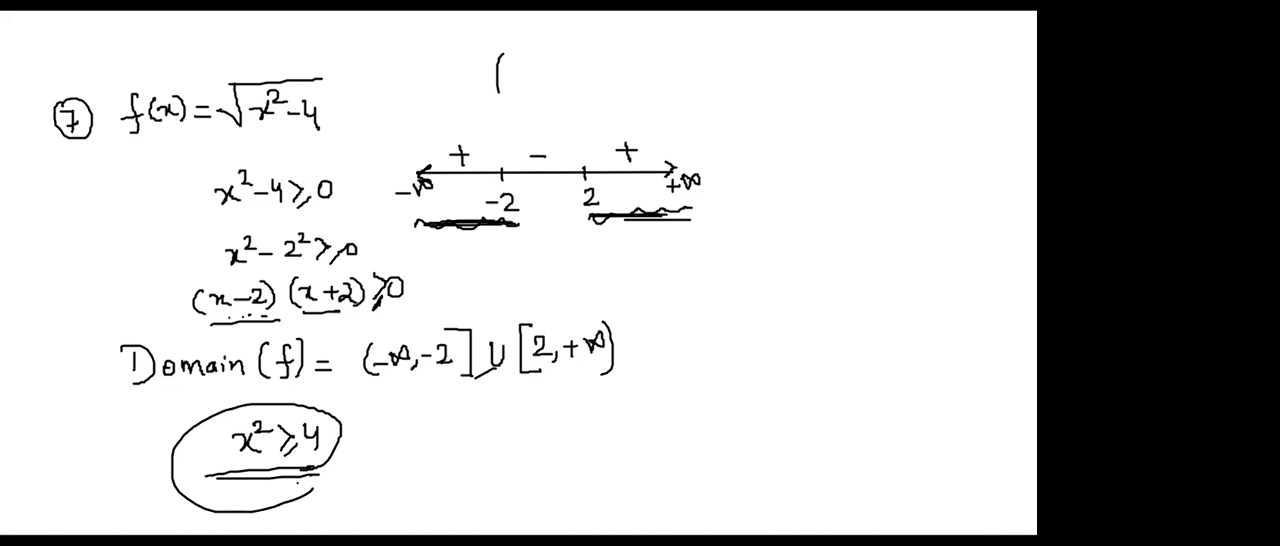 ⑦ f(x) = √(x²-4)
x²-4 ≥ 0
+ - +
-∞ -2 2 +∞
x² - 2² ≥ 0
(x-2) (x+2) ≥ 0
Domain (f) = (-∞, -2] ∪ [2, +∞)
x² ≥ 4